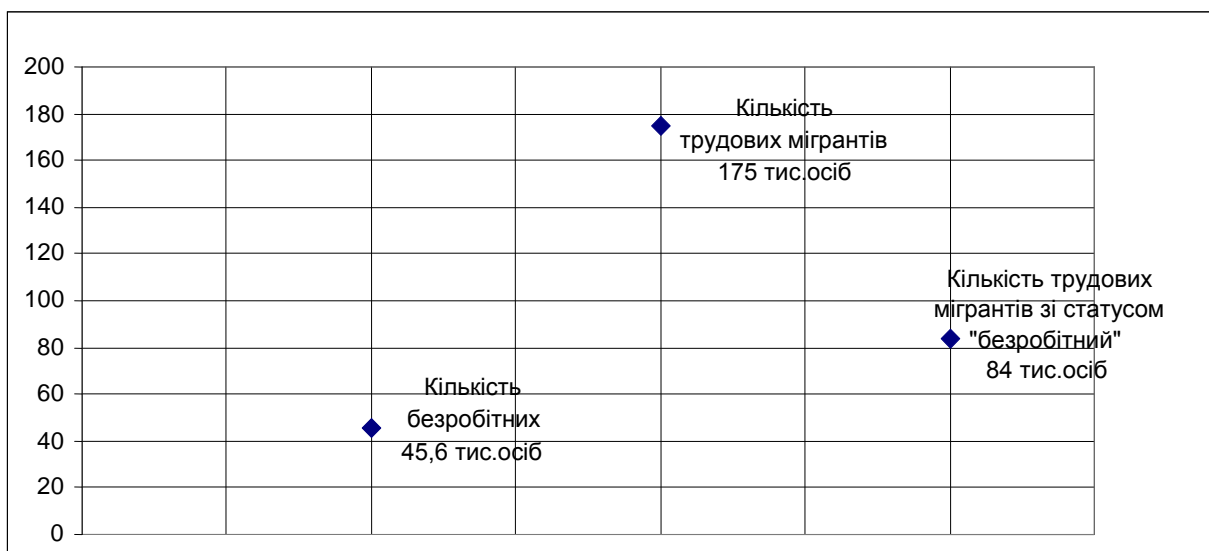 200
180
160
140
120
100
80
60
40
20
0
Кількість
трудових мігрантів
175 тис.осіб
Кількість трудових
мігрантів зі статусом
"безробітний"
84 тис.осіб
Кількість
безробітних
45,6 тис.осіб